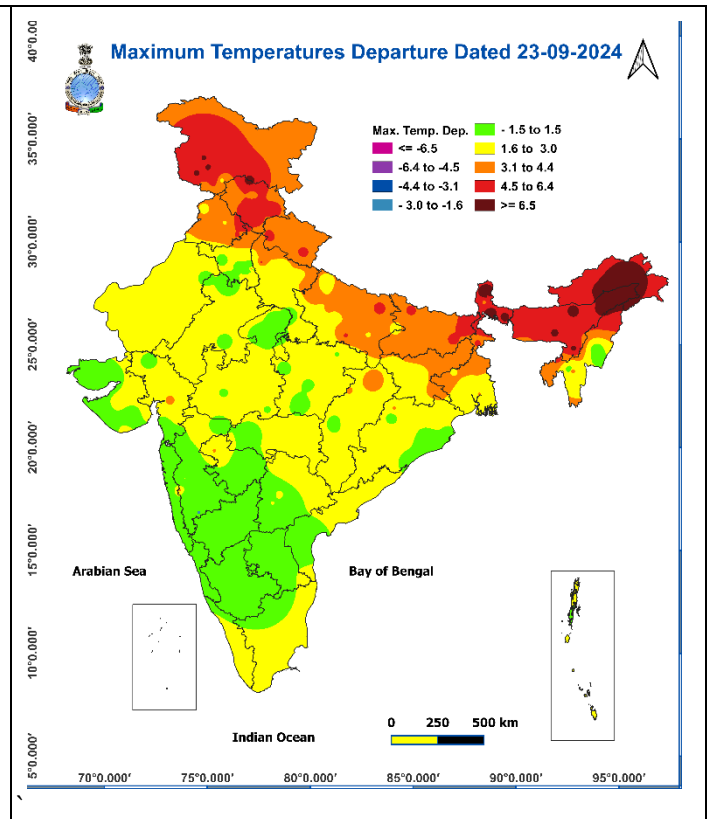 Maximum Temperatures Departure Dated 23-09-2024
Max. Temp. Dep.
<= -6.5
-6.4 to -4.5
-4.4 to -3.1
- 3.0 to -1.6
- 1.5 to 1.5
1.6 to 3.0
3.1 to 4.4
4.5 to 6.4
>= 6.5
40°0.00
35°0.000'
30°0.000'
25°0.000'
20°0.000'
15°0.000'
10°0.000'
5°0.000'
Arabian Sea
Bay of Bengal
Indian Ocean
0 250 500 km
70°0.000' 75°0.000' 80°0.000' 85°0.000' 90°0.000' 95°0.000'
`